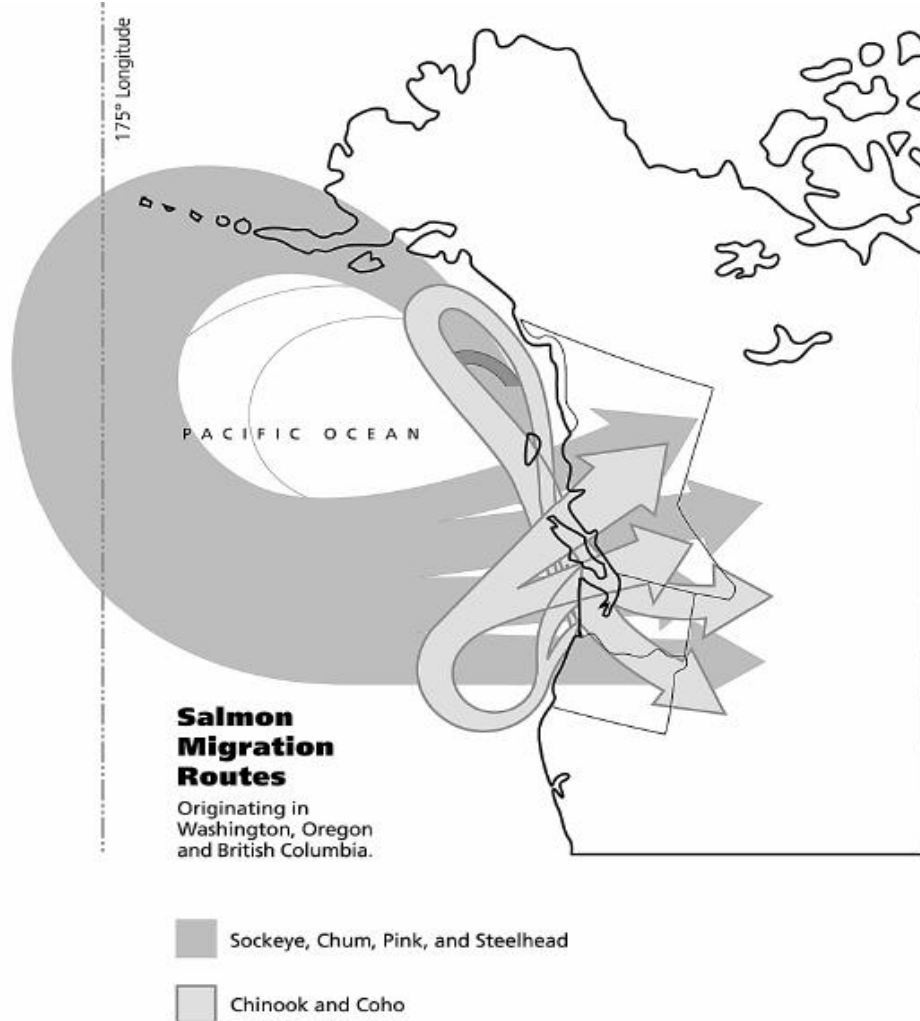 175° Longitude
PACIFIC OCEAN
Salmon
Migration
Routes
Originating in
Washington, Oregon
and British Columbia.
Sockeye, Chum, Pink, and Steelhead
Chinook and Coho